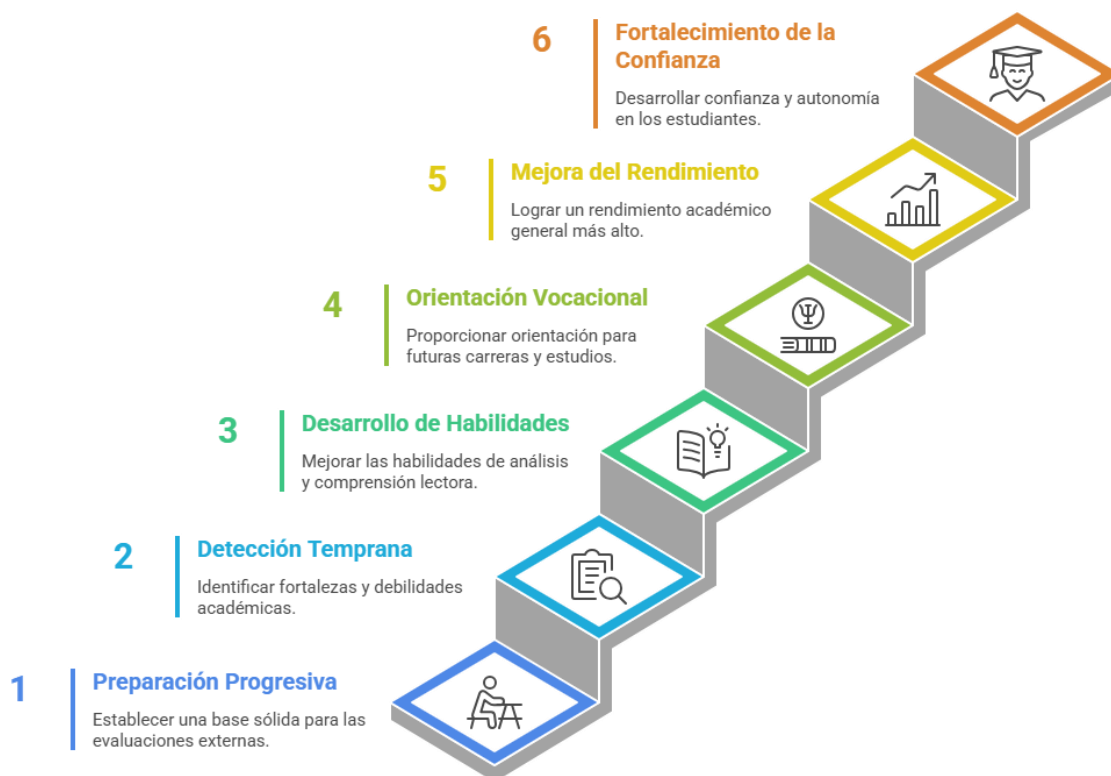 6
Fortalecimiento de la
Confianza
Desarrollar confianza y autonomía
en los estudiantes.
5
Mejora del Rendimiento
Lograr un rendimiento académico
general más alto.
4
Orientación Vocacional
Proporcionar orientación para
futuras carreras y estudios.
3
Desarrollo de Habilidades
Mejorar las habilidades de análisis
y comprensión lectora.
2
Detección Temprana
Identificar fortalezas y debilidades
académicas.
1
Preparación Progresiva
Establecer una base sólida para las
evaluaciones externas.